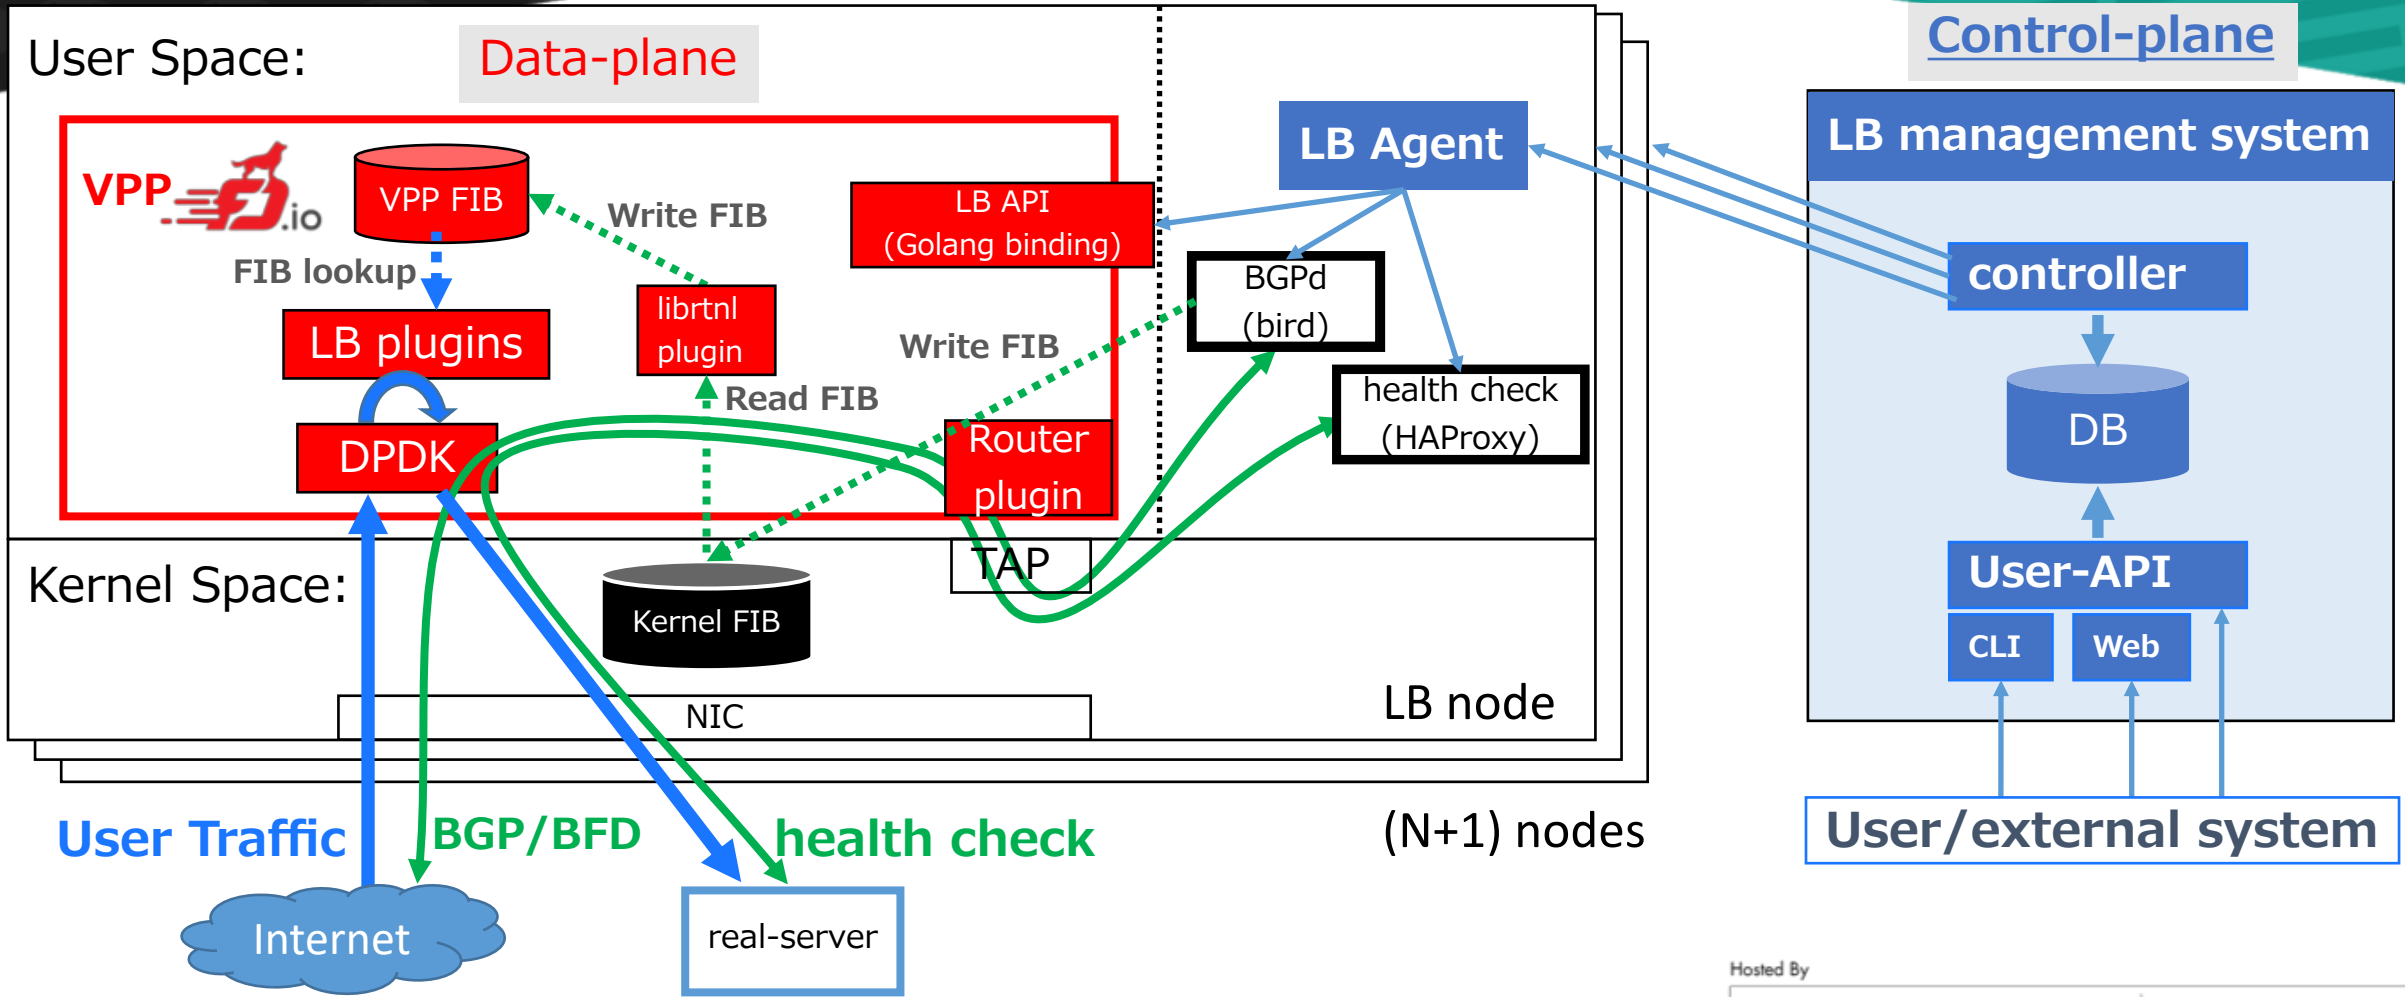 User Space:
Data-plane
Control-plane
VPP
.io
VPP FIB
Write FIB
FIB lookup
LB plugins
librtnl
plugin
LB API
(Golang binding)
LB Agent
BGPd
(bird)
Write FIB
Read FIB
health check
(HAProxy)
DPDK
Router
plugin
TAP
Kernel Space:
Kernel FIB
NIC
LB node
LB management system
controller
DB
User-API
CLI
Web
User Traffic
BGP/BFD
health check
(N+1) nodes
User/external system
Internet
real-server
Hosted By